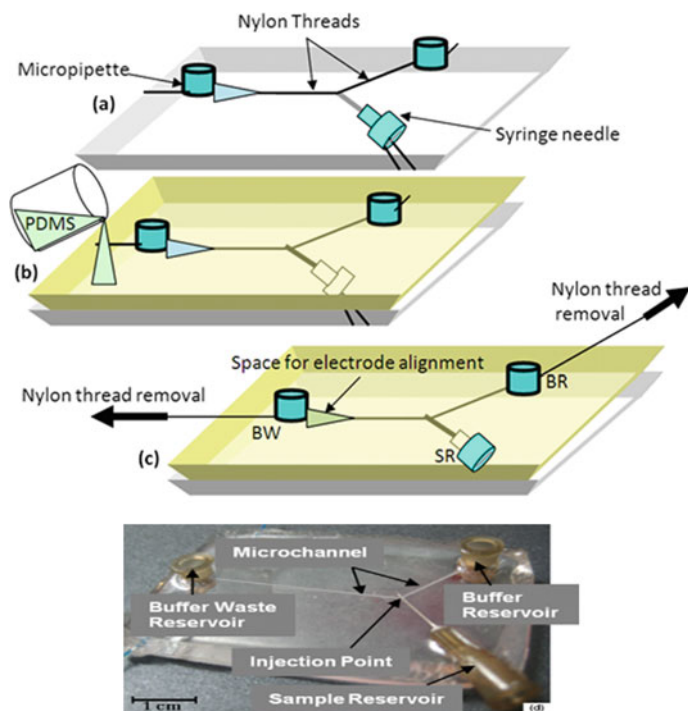 Nylon Threads
Micropipette
(a)
Syringe needle
PDMS
(b)
Nylon thread
removal
Space for electrode alignment
Nylon thread removal
BR
BW
SR
(c)
Microchannel
Buffer Waste
Reservoir
Buffer
Reservoir
Injection Point
Sample Reservoir
1 cm
(d)